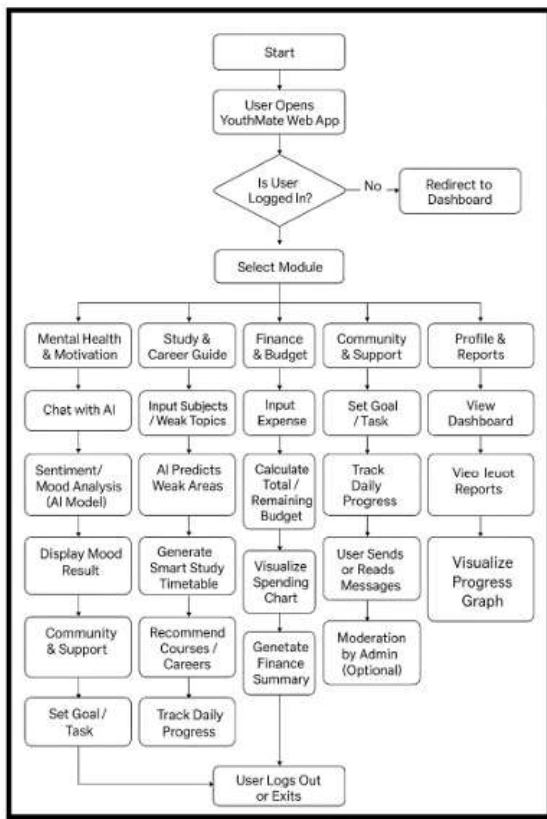 Start
User Opens
YouthMate Web App
Is User
Logged In?
No
Redirect to
Dashboard
Select Module
Mental Health
& Motivation
Chat with AI
Sentiment/
Mood Analysis
(AI Model)
Display Mood
Result
Community
& Support
Set Goal /
Task
Study &
Career Guide
Input Subjects
/ Weak Topics
AI Predicts
Weak Areas
Generate
Smart Study
Timetable
Recommend
Courses /
Careers
Track Daily
Progress
Finance
& Budget
Input
Expense
Calculate
Total /
Remaining
Budget
Visualize
Spending
Chart
Genetate
Finance
Summary
Community
& Support
Set Goal
/ Task
Track
Daily
Progress
User Sends
or Reads
Messages
Moderation
by Admin
(Optional)
Profile &
Reports
View
Dashboard
Reports
Visualize
Progress
Graph
User Logs Out
or Exits